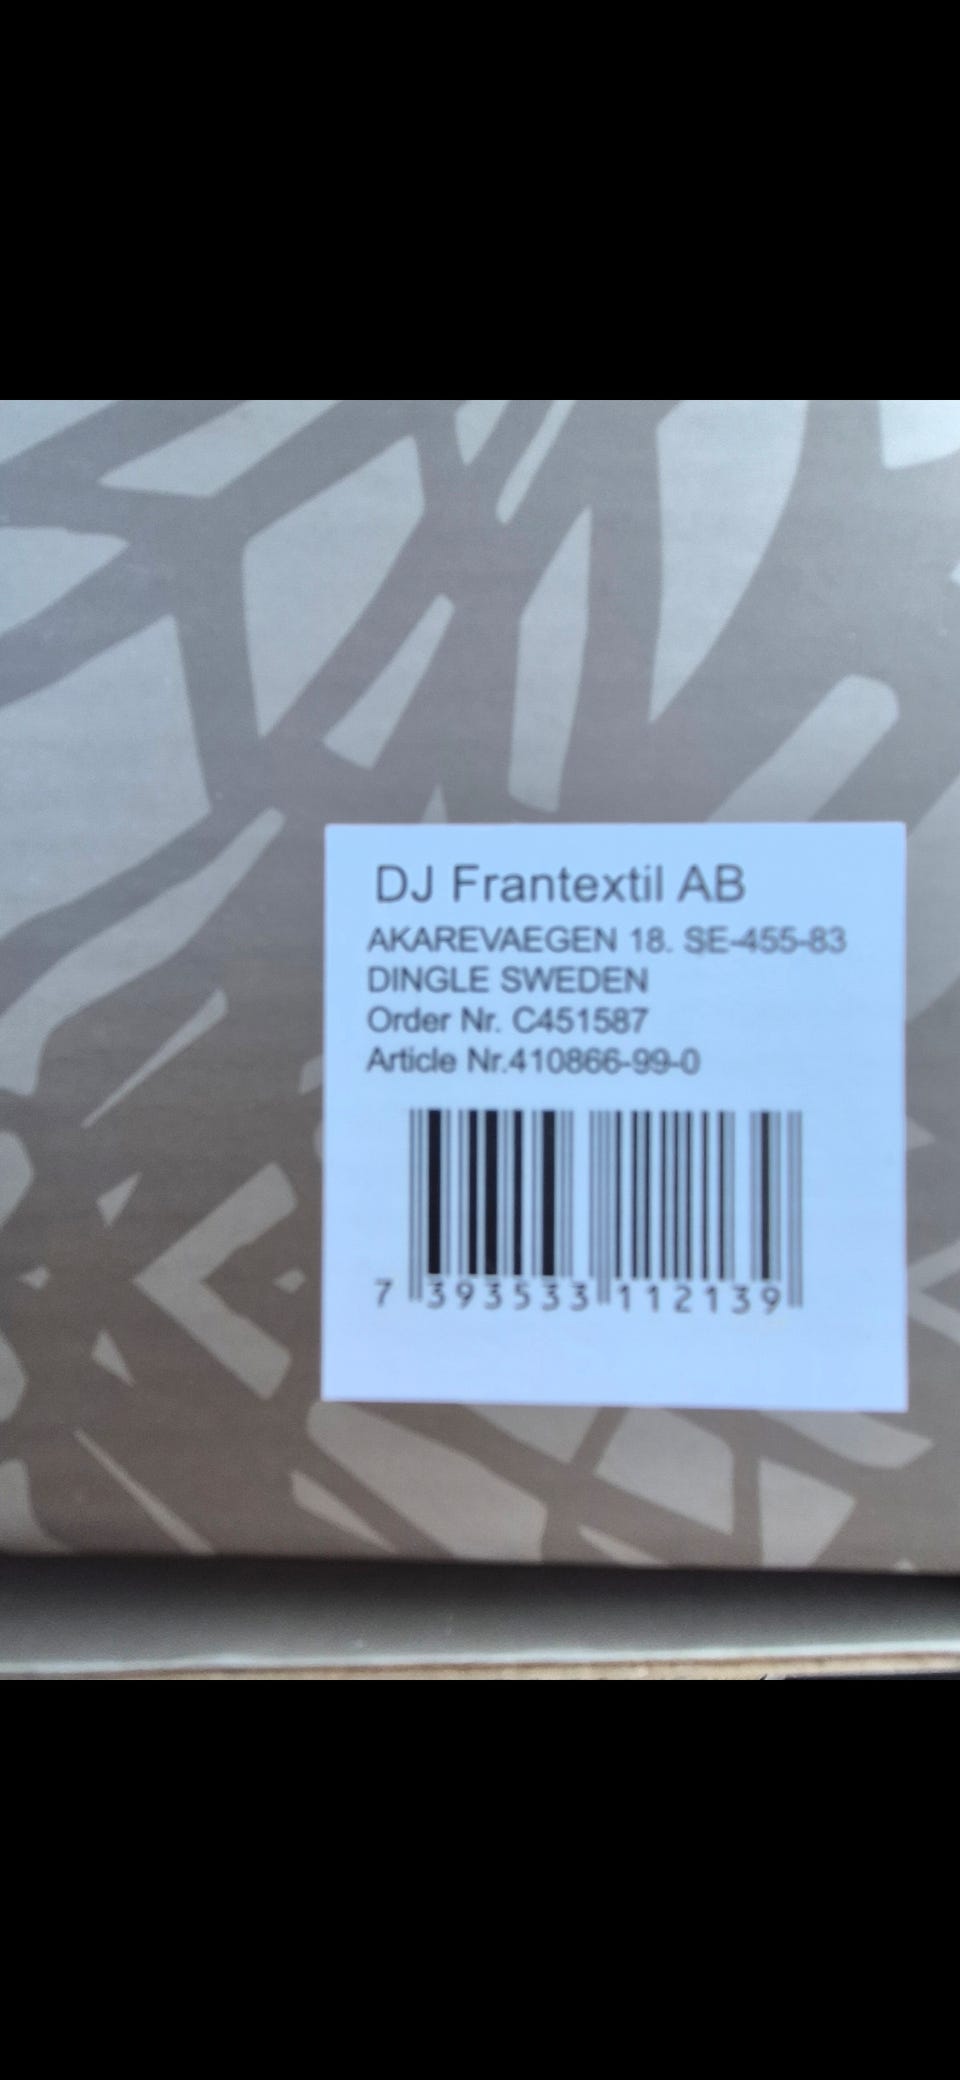 DJ Frantextil AB
AKAREVAEGEN 18. SE-455-83
DINGLE SWEDEN
Order Nr. C451587
Article Nr.410866-99-0
7 393533 112139